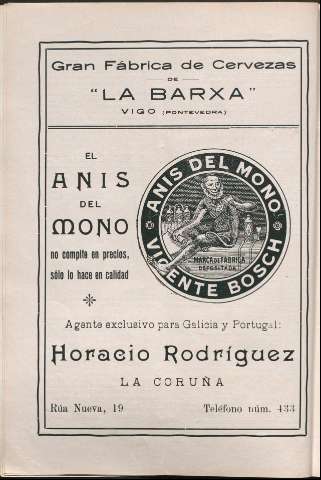 Gran Fábrica de Cervezas
DE
"LA BARXA"
VIGO (PONTEVEDRA)
EL
ANIS
DEL
MONO
no compite en precios,
sólo lo hace en calidad
ANIS DEL MONO
MARCA DE FÁBRICA
DEPOSITADA
VICENTE BOSCH
Agente exclusivo para Galicia y Portugal:
Horacio Rodríguez
LA CORUÑA
Rúa Nueva, 19 Teléfono núm. 433